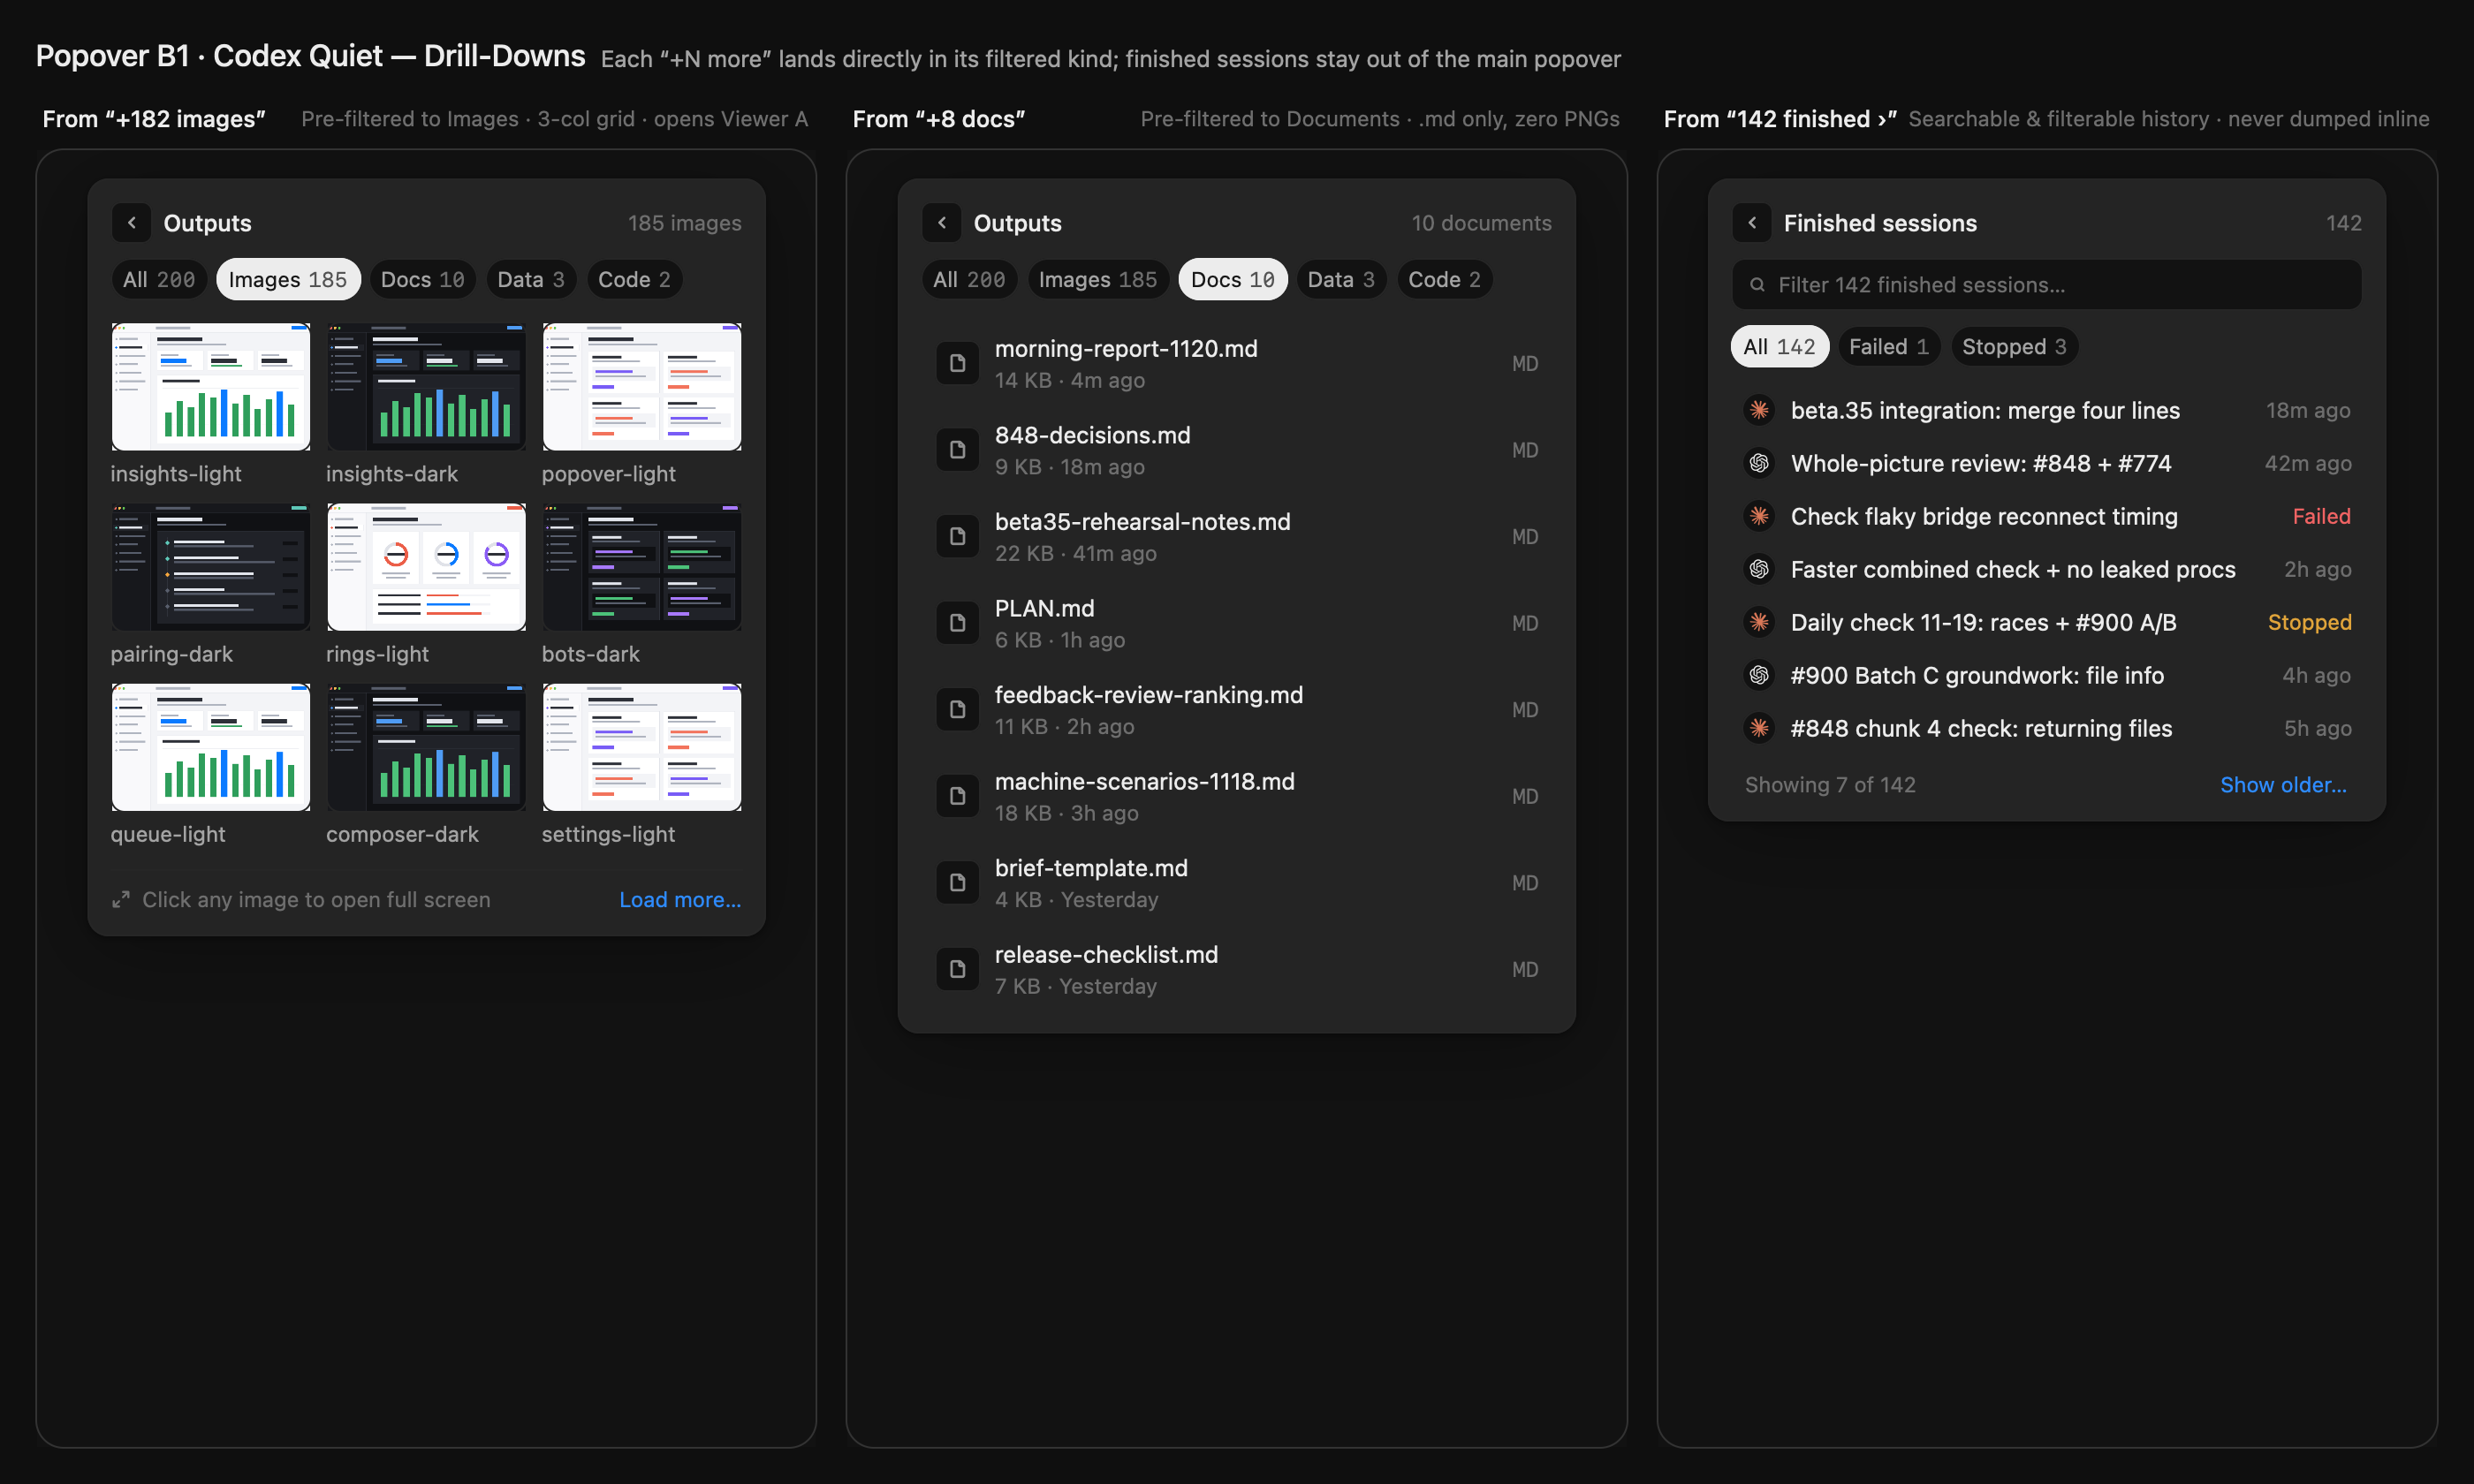 Popover B1 · Codex Quiet — Drill-Downs Each “+N more” lands directly in its filtered kind; finished sessions stay out of the main popover
From “+182 images” Pre-filtered to Images · 3-col grid · opens Viewer A
Outputs 185 images
All 200 Images 185 Docs 10 Data 3 Code 2
insights-light insights-dark popover-light
pairing-dark rings-light bots-dark
queue-light composer-dark settings-light
Click any image to open full screen Load more…
From “+8 docs” Pre-filtered to Documents · .md only, zero PNGs
Outputs 10 documents
All 200 Images 185 Docs 10 Data 3 Code 2
morning-report-1120.md MD
14 KB · 4m ago
848-decisions.md MD
9 KB · 18m ago
beta35-rehearsal-notes.md MD
22 KB · 41m ago
PLAN.md MD
6 KB · 1h ago
feedback-review-ranking.md MD
11 KB · 2h ago
machine-scenarios-1118.md MD
18 KB · 3h ago
brief-template.md MD
4 KB · Yesterday
release-checklist.md MD
7 KB · Yesterday
From “142 finished ›” Searchable & filterable history · never dumped inline
Finished sessions 142
Filter 142 finished sessions…
All 142 Failed 1 Stopped 3
beta.35 integration: merge four lines 18m ago
Whole-picture review: #848 + #774 42m ago
Check flaky bridge reconnect timing Failed
Faster combined check + no leaked procs 2h ago
Daily check 11-19: races + #900 A/B Stopped
#900 Batch C groundwork: file info 4h ago
#848 chunk 4 check: returning files 5h ago
Showing 7 of 142 Show older…